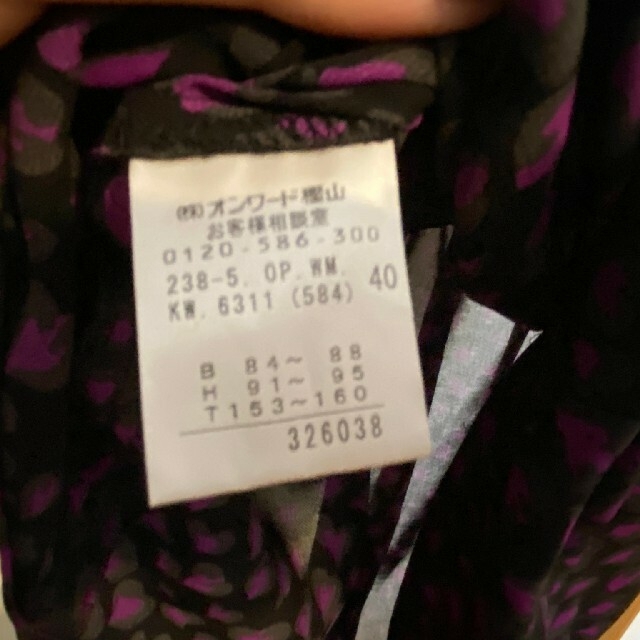 ㈱オンワード樫山
お客様相談室
0120-586-300
238-5. OP. WM. 40
KW. 6311 (584)
B 84～ 88
H 91～ 95
T153～160
326038